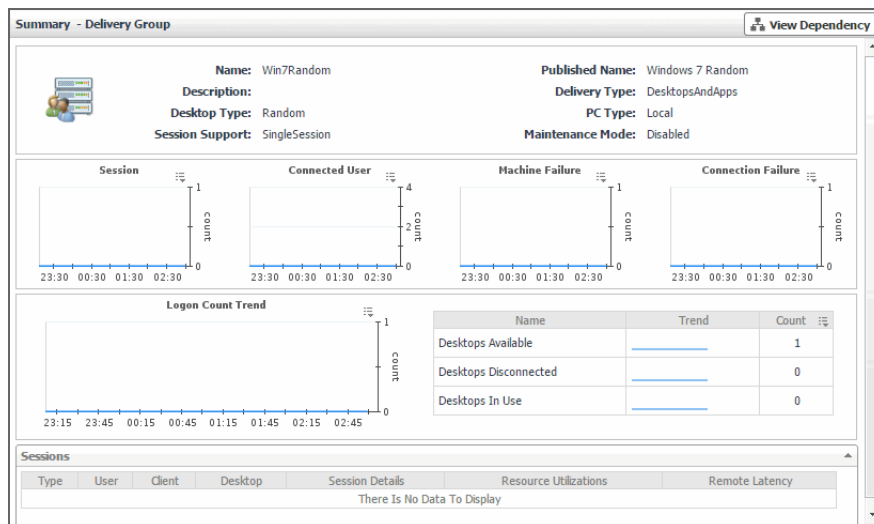 Summary - Delivery Group
View Dependency
Name: Win7Random
Published Name: Windows 7 Random
Description:
Delivery Type: DesktopsAndApps
Desktop Type: Random
PC Type: Local
Session Support: SingleSession
Maintenance Mode: Disabled
Session
1
count
0
23:30 00:30 01:30 02:30
Connected User
4
2
count
0
23:30 00:30 01:30 02:30
Machine Failure
1
count
0
23:30 00:30 01:30 02:30
Connection Failure
1
count
0
23:30 00:30 01:30 02:30
Logon Count Trend
1
count
0
23:15 23:45 00:15 00:45 01:15 01:45 02:15 02:45
Name Trend Count
Desktops Available 1
Desktops Disconnected 0
Desktops In Use 0
Sessions
Type User Client Desktop Session Details Resource Utilizations Remote Latency
There Is No Data To Display